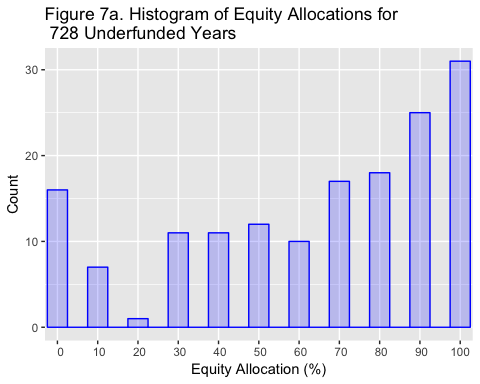 Figure 7a. Histogram of Equity Allocations for
728 Underfunded Years
30
20
10
0
Count
0 10 20 30 40 50 60 70 80 90 100
Equity Allocation (%)